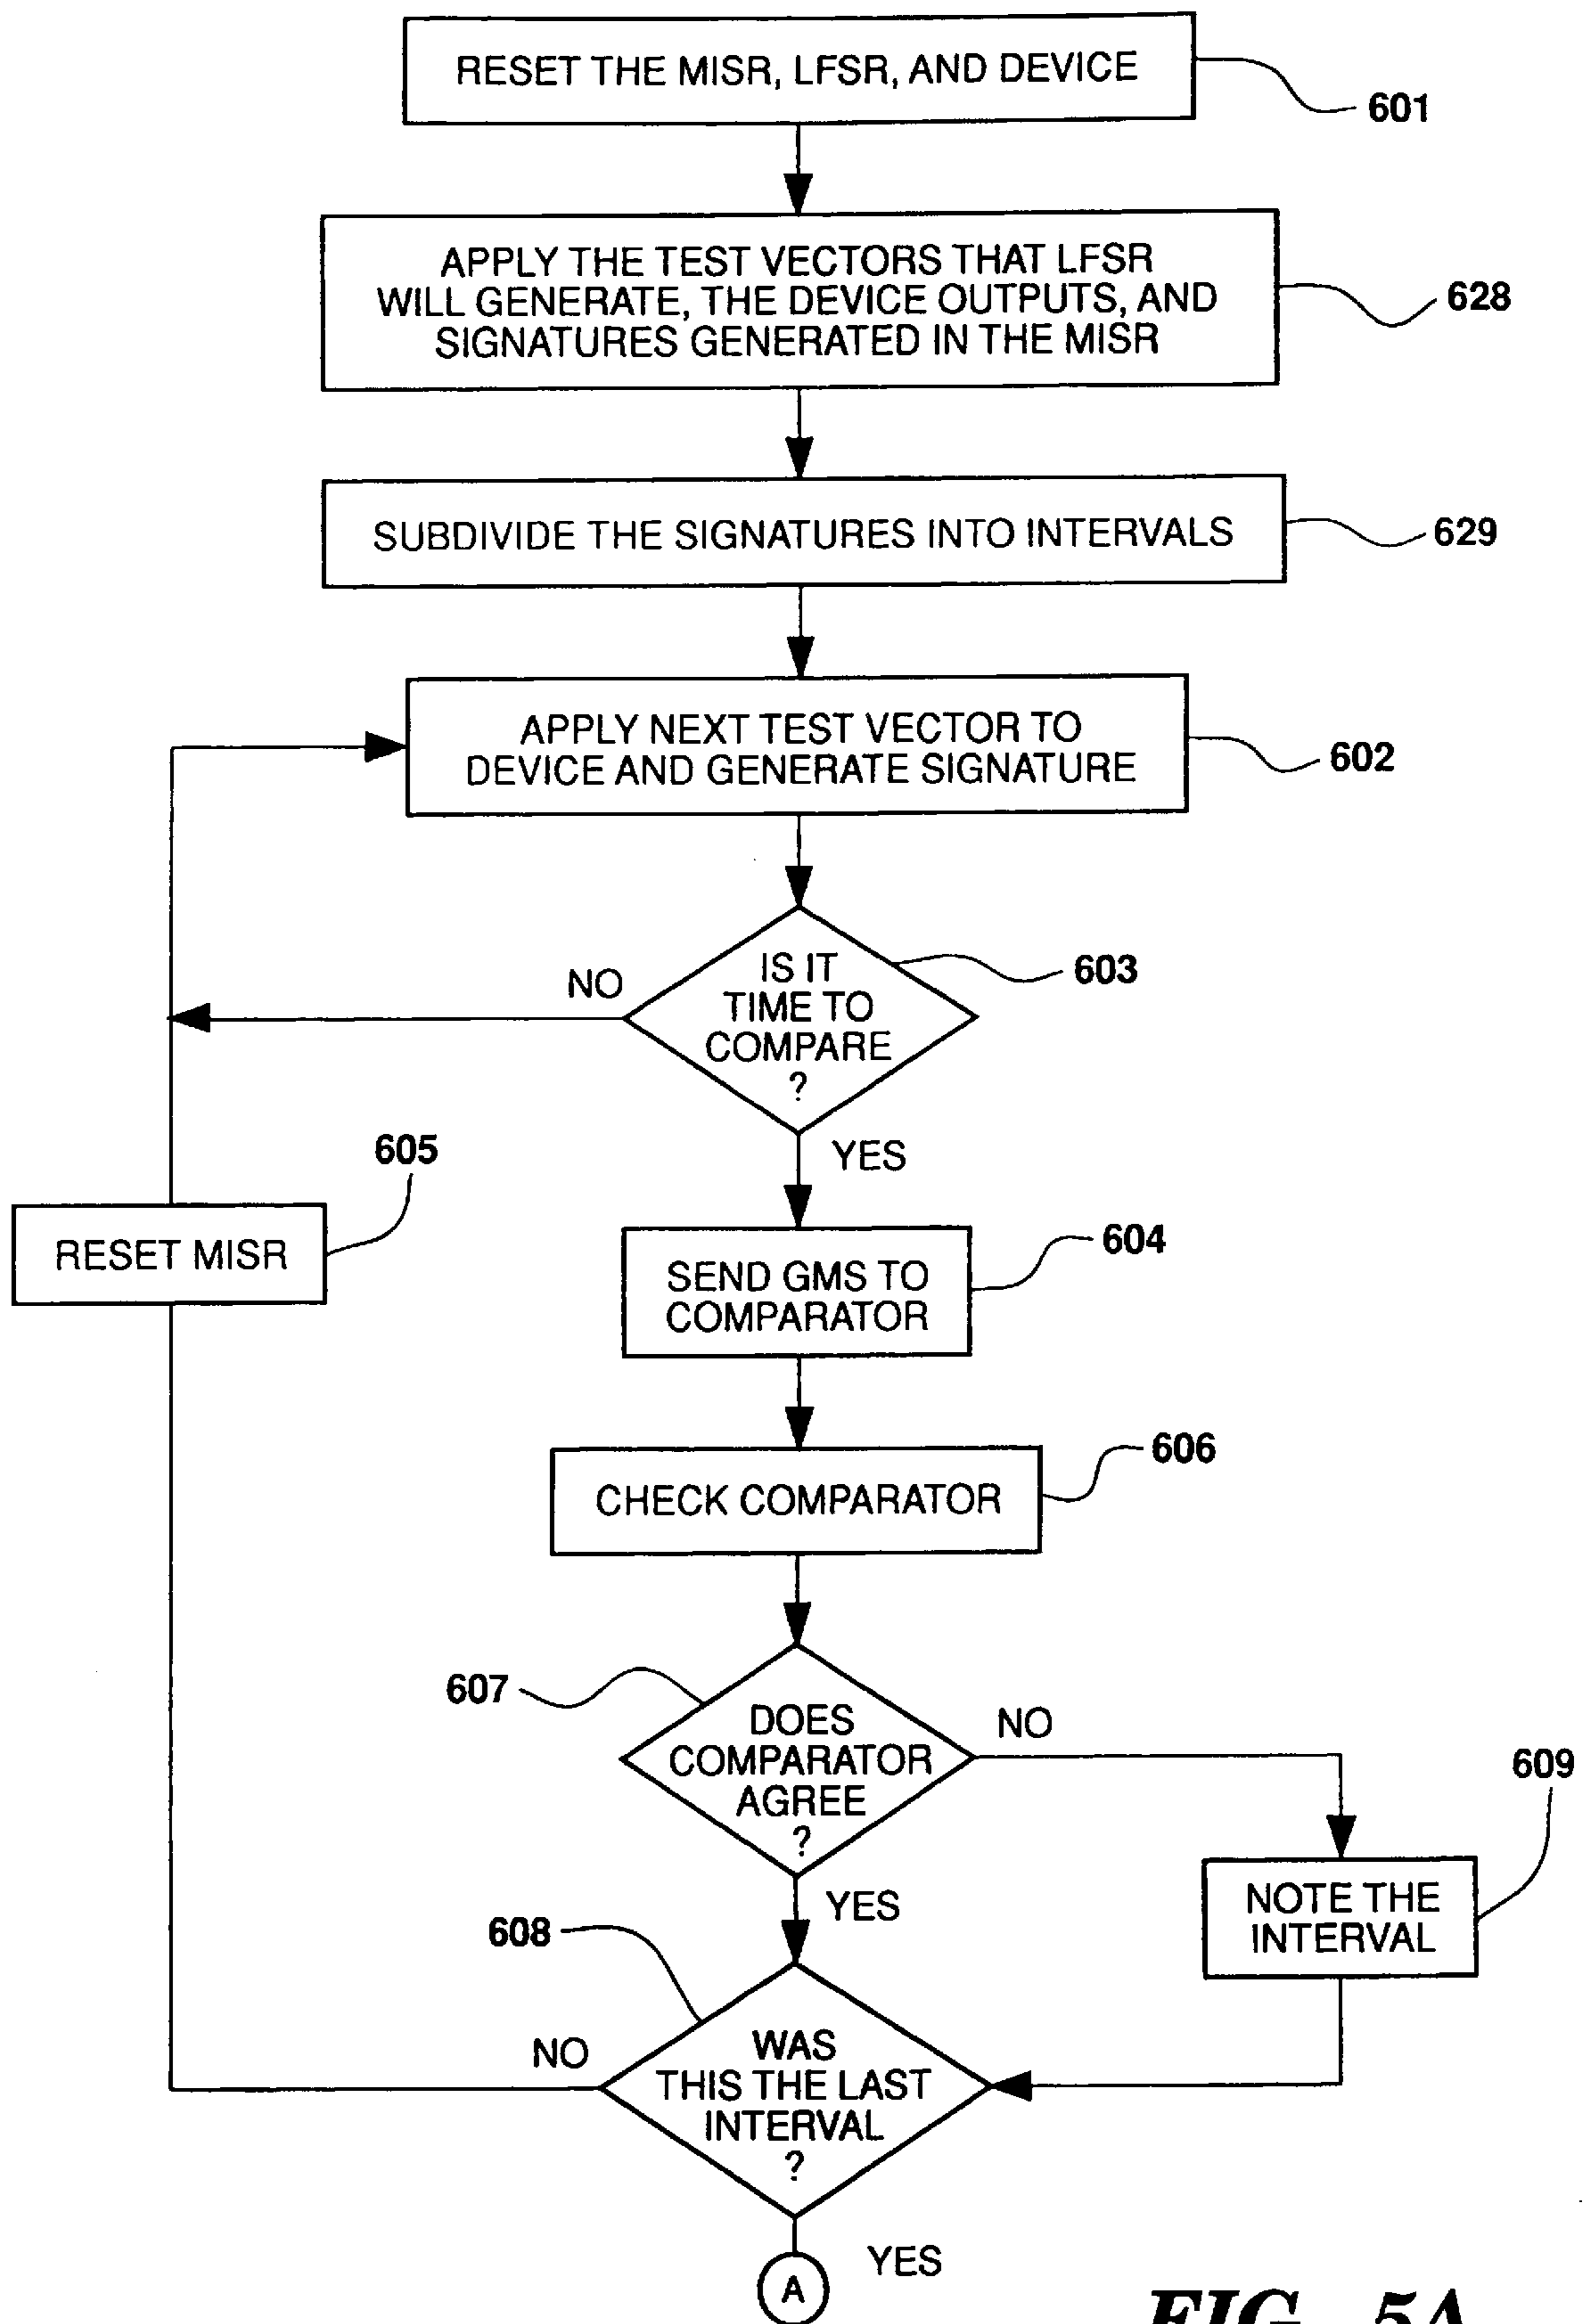 RESET THE MISR, LFSR, AND DEVICE
601
APPLY THE TEST VECTORS THAT LFSR
WILL GENERATE, THE DEVICE OUTPUTS, AND
SIGNATURES GENERATED IN THE MISR
628
SUBDIVIDE THE SIGNATURES INTO INTERVALS
629
APPLY NEXT TEST VECTOR TO
DEVICE AND GENERATE SIGNATURE
602
IS IT
TIME TO
COMPARE
?
603
NO
YES
605
RESET MISR
SEND GMS TO
COMPARATOR
604
CHECK COMPARATOR
606
607
DOES
COMPARATOR
AGREE
?
NO
609
YES
NOTE THE
INTERVAL
608
WAS
THIS THE LAST
INTERVAL
?
NO
YES
A
FIG. 5A